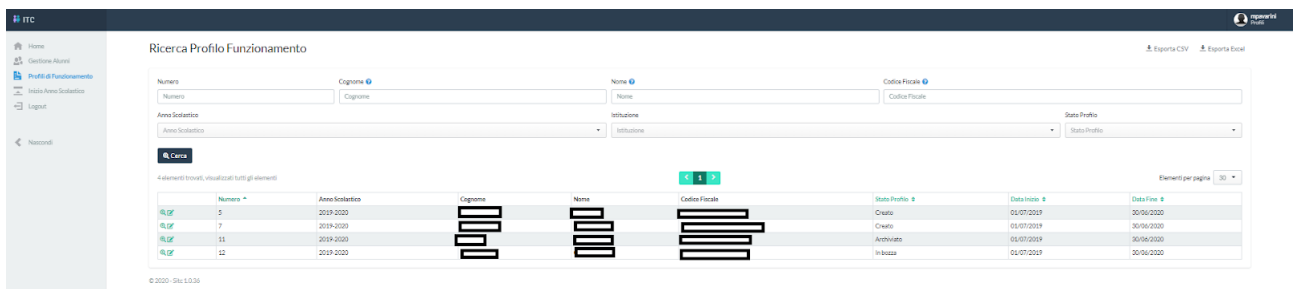 ITC
mpavarini
Profili
Home
Gestione Alunni
Profili di Funzionamento
Inizio Anno Scolastico
Logout
Nascondi
Ricerca Profilo Funzionamento
Esporta CSV Esporta Excel
Numero Cognome Nome Codice Fiscale
Numero Cognome Nome Codice Fiscale
Anno Scolastico Istituzione Stato Profilo
Anno Scolastico Istituzione Stato Profilo
Cerca
4 elementi trovati, visualizzati tutti gli elementi
1
Elementi per pagina 30
Numero Anno Scolastico Cognome Nome Codice Fiscale Stato Profilo Data Inizio Data Fine
5 2019-2020 Creato 01/07/2019 30/06/2020
7 2019-2020 Creato 01/07/2019 30/06/2020
11 2019-2020 Archiviato 01/07/2019 30/06/2020
12 2019-2020 In bozza 01/07/2019 30/06/2020
© 2020 - Sitc 1.0.36